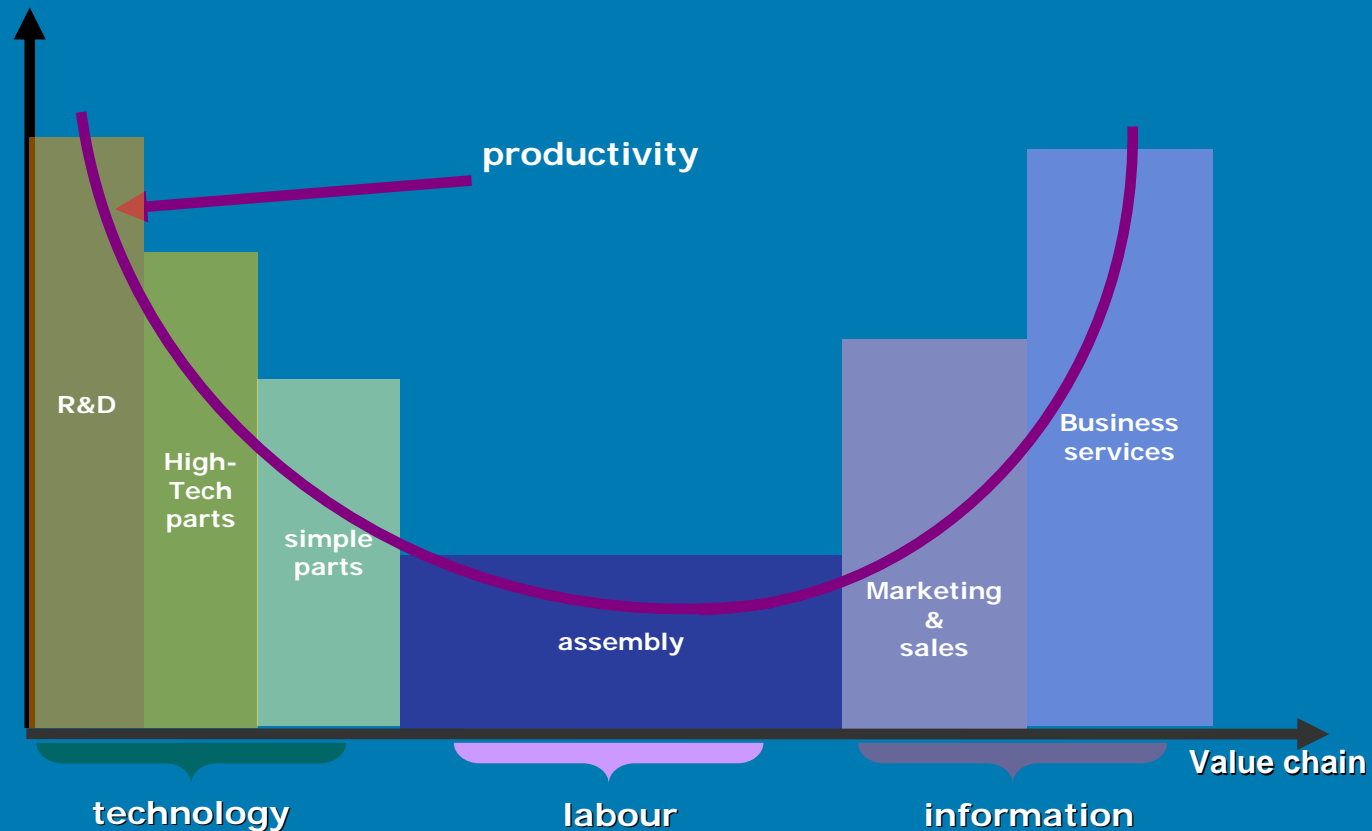 productivity
R&D
High-
Tech
parts
simple
parts
assembly
Marketing
&
sales
Business
services
Value chain
technology
labour
information